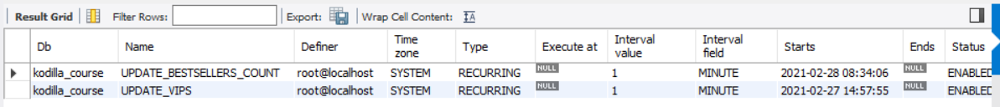 Result Grid Filter Rows: Export: Wrap Cell Content: IA
Db Name Definer Time zone Type Execute at Interval value Interval field Starts Ends Status
kodilla_course UPDATE_BESTSELLERS_COUNT root@localhost SYSTEM RECURRING NULL 1 MINUTE 2021-02-28 08:34:06 NULL ENABLED
kodilla_course UPDATE_VIPS root@localhost SYSTEM RECURRING NULL 1 MINUTE 2021-02-27 14:57:55 NULL ENABLED